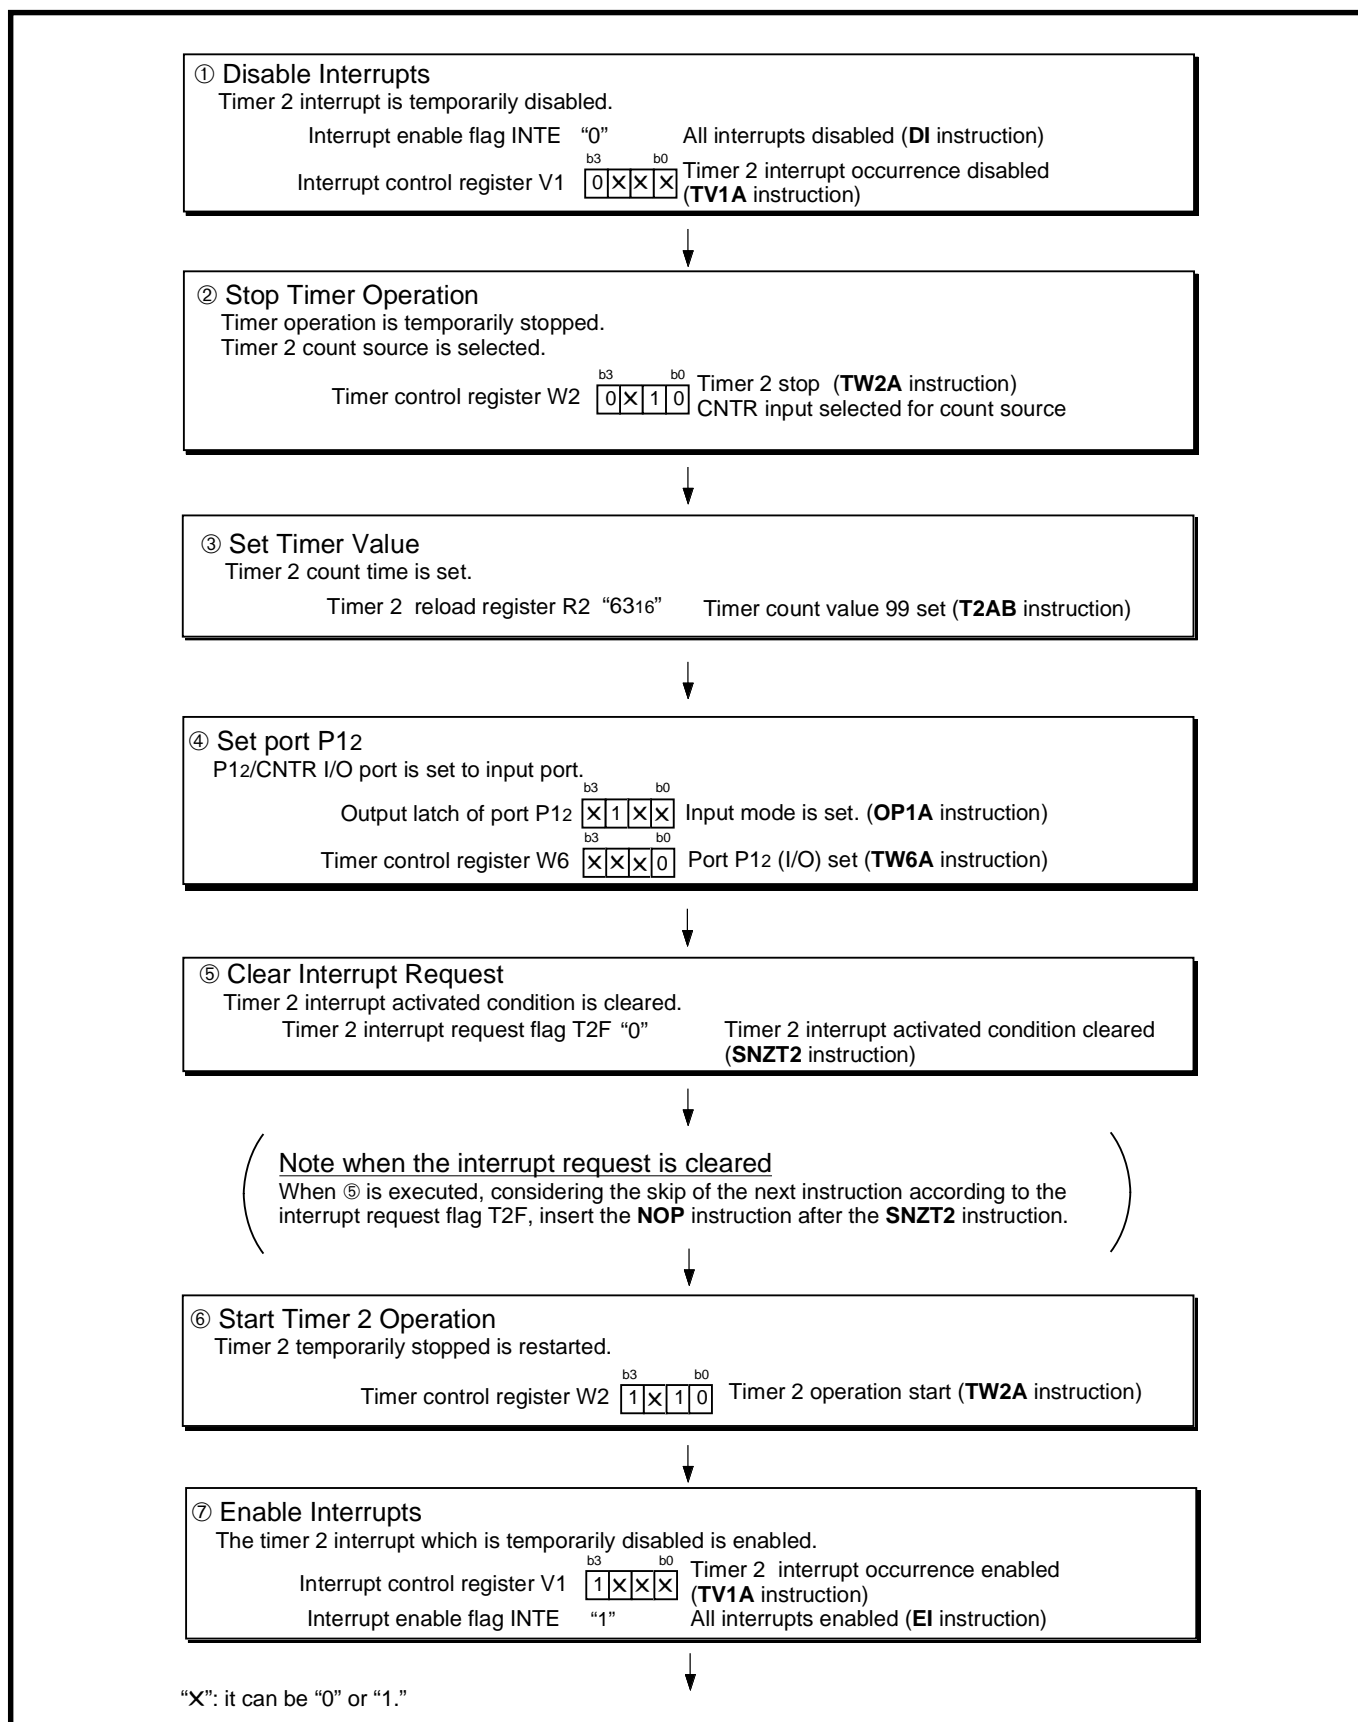 ① Disable Interrupts
Timer 2 interrupt is temporarily disabled.
Interrupt enable flag INTE “0” All interrupts disabled (DI instruction)
b3 b0
Interrupt control register V1 0 X X X Timer 2 interrupt occurrence disabled
(TV1A instruction)
② Stop Timer Operation
Timer operation is temporarily stopped.
Timer 2 count source is selected.
b3 b0
Timer control register W2 0 X 1 0 Timer 2 stop (TW2A instruction)
CNTR input selected for count source
③ Set Timer Value
Timer 2 count time is set.
Timer 2 reload register R2 “6316” Timer count value 99 set (T2AB instruction)
④ Set port P12
P12/CNTR I/O port is set to input port.
b3 b0
Output latch of port P12 X 1 X X Input mode is set. (OP1A instruction)
b3 b0
Timer control register W6 X X X 0 Port P12 (I/O) set (TW6A instruction)
⑤ Clear Interrupt Request
Timer 2 interrupt activated condition is cleared.
Timer 2 interrupt request flag T2F “0” Timer 2 interrupt activated condition cleared
(SNZT2 instruction)
Note when the interrupt request is cleared
When ⑤ is executed, considering the skip of the next instruction according to the
interrupt request flag T2F, insert the NOP instruction after the SNZT2 instruction.
⑥ Start Timer 2 Operation
Timer 2 temporarily stopped is restarted.
b3 b0
Timer control register W2 1 X 1 0 Timer 2 operation start (TW2A instruction)
⑦ Enable Interrupts
The timer 2 interrupt which is temporarily disabled is enabled.
b3 b0
Interrupt control register V1 1 X X X Timer 2 interrupt occurrence enabled
(TV1A instruction)
Interrupt enable flag INTE “1” All interrupts enabled (EI instruction)
“X”: it can be “0” or “1.”